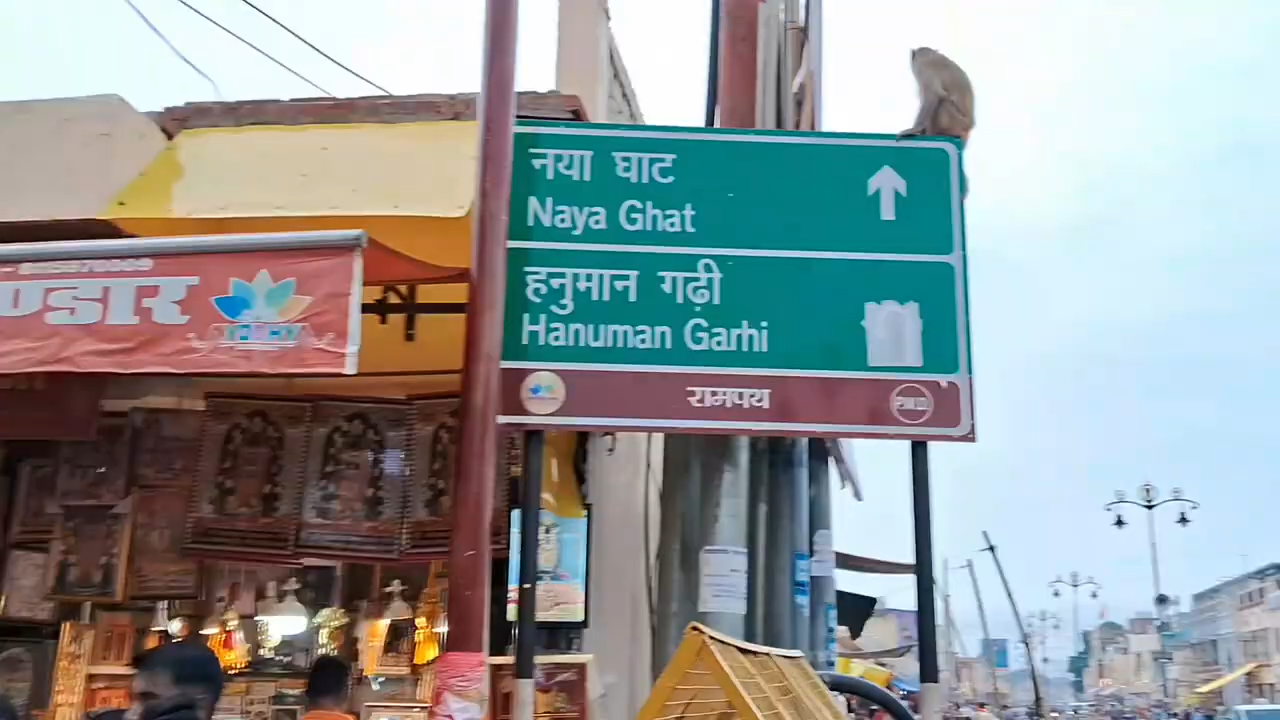 नया घाट
Naya Ghat
हनुमान गढ़ी
Hanuman Garhi
रामपथ
ण्डार